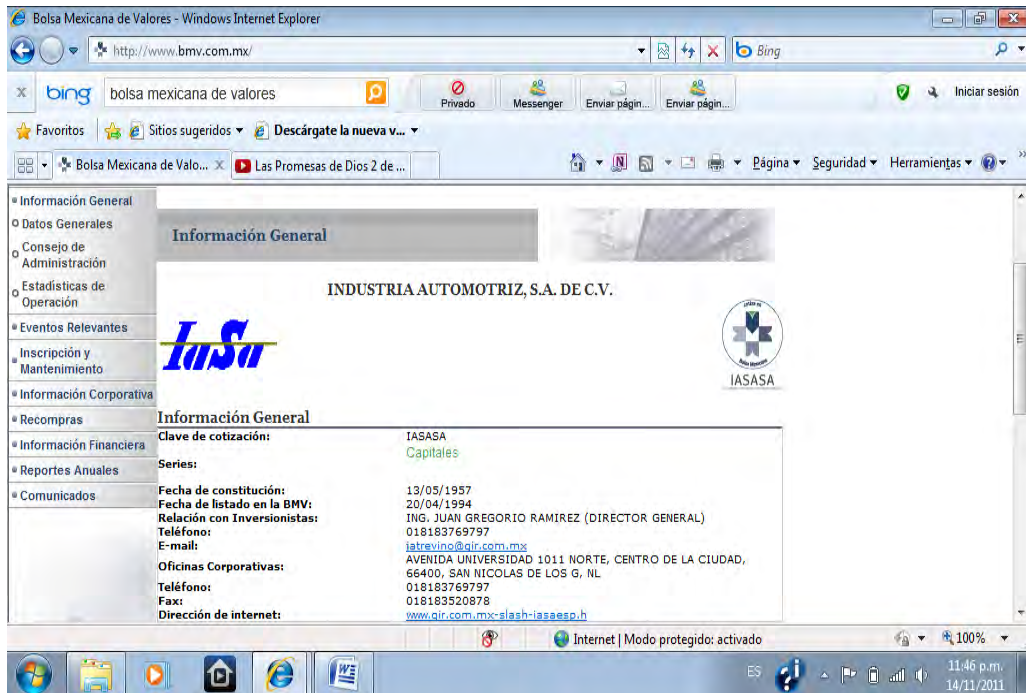 Bolsa Mexicana de Valores - Windows Internet Explorer
http://www.bmv.com.mx/
Bing
x bing bolsa mexicana de valores
Privado Messenger Enviar págin... Enviar págin... Iniciar sesión
Favoritos Sitios sugeridos Descárgate la nueva v...
Bolsa Mexicana de Valo... X Las Promesas de Dios 2 de ... Página Seguridad Herramientas
Información General
Datos Generales
Consejo de
Administración
Estadísticas de
Operación
Eventos Relevantes
Inscripción y
Mantenimiento
Información Corporativa
Recompras
Información Financiera
Reportes Anuales
Comunicados
Información General
INDUSTRIA AUTOMOTRIZ, S.A. DE C.V.
IaSa
IASASA
Información General
Clave de cotización: IASASA
Capitales
Series:
Fecha de constitución: 13/05/1957
Fecha de listado en la BMV: 20/04/1994
Relación con Inversionistas: ING. JUAN GREGORIO RAMIREZ (DIRECTOR GENERAL)
Teléfono: 018183769797
E-mail: jatrevino@gir.com.mx
Oficinas Corporativas: AVENIDA UNIVERSIDAD 1011 NORTE, CENTRO DE LA CIUDAD,
66400, SAN NICOLAS DE LOS G, NL
Teléfono: 018183769797
Fax: 018183520878
Dirección de internet: www.gir.com.mx-slash-iasaesp.h
Internet | Modo protegido: activado 100%
ES 11:46 p.m.
14/11/2011